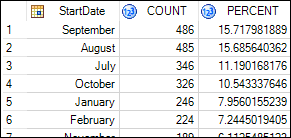 StartDate COUNT PERCENT
1 September 486 15.717981889
2 August 485 15.685640362
3 July 346 11.190168176
4 October 326 10.543337646
5 January 246 7.9560155239
6 February 224 7.2445019405